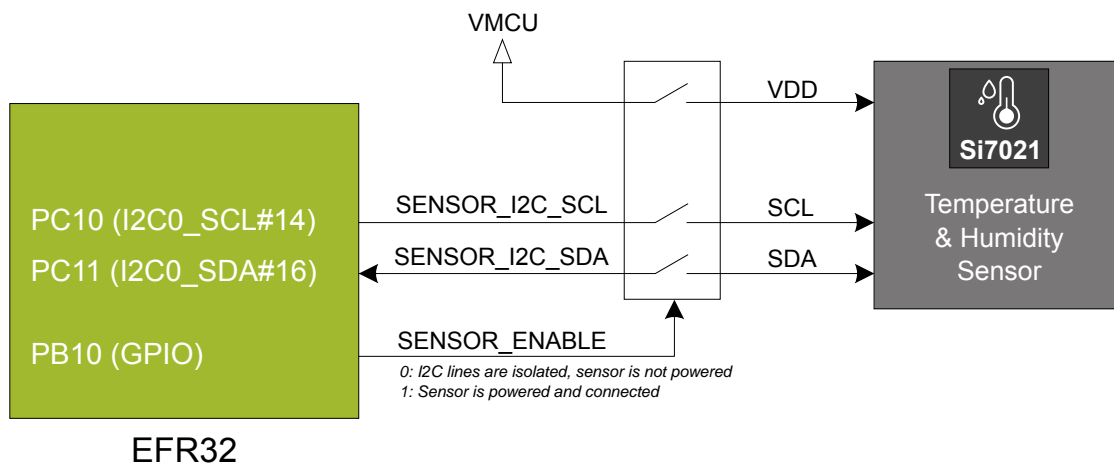 VMCU
VDD
Si7021
PC10 (I2C0_SCL#14)
SENSOR_I2C_SCL
SCL
Temperature
& Humidity
Sensor
PC11 (I2C0_SDA#16)
SENSOR_I2C_SDA
SDA
PB10 (GPIO)
SENSOR_ENABLE
0: I2C lines are isolated, sensor is not powered
1: Sensor is powered and connected
EFR32